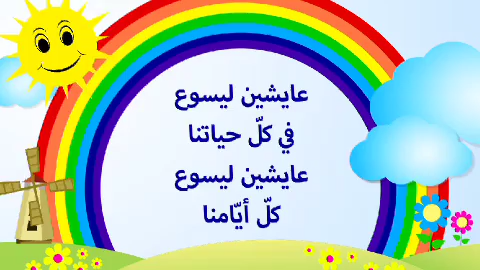 عايشين ليسوع
في كلّ حياتنا
عايشين ليسوع
كلّ أيّامنا